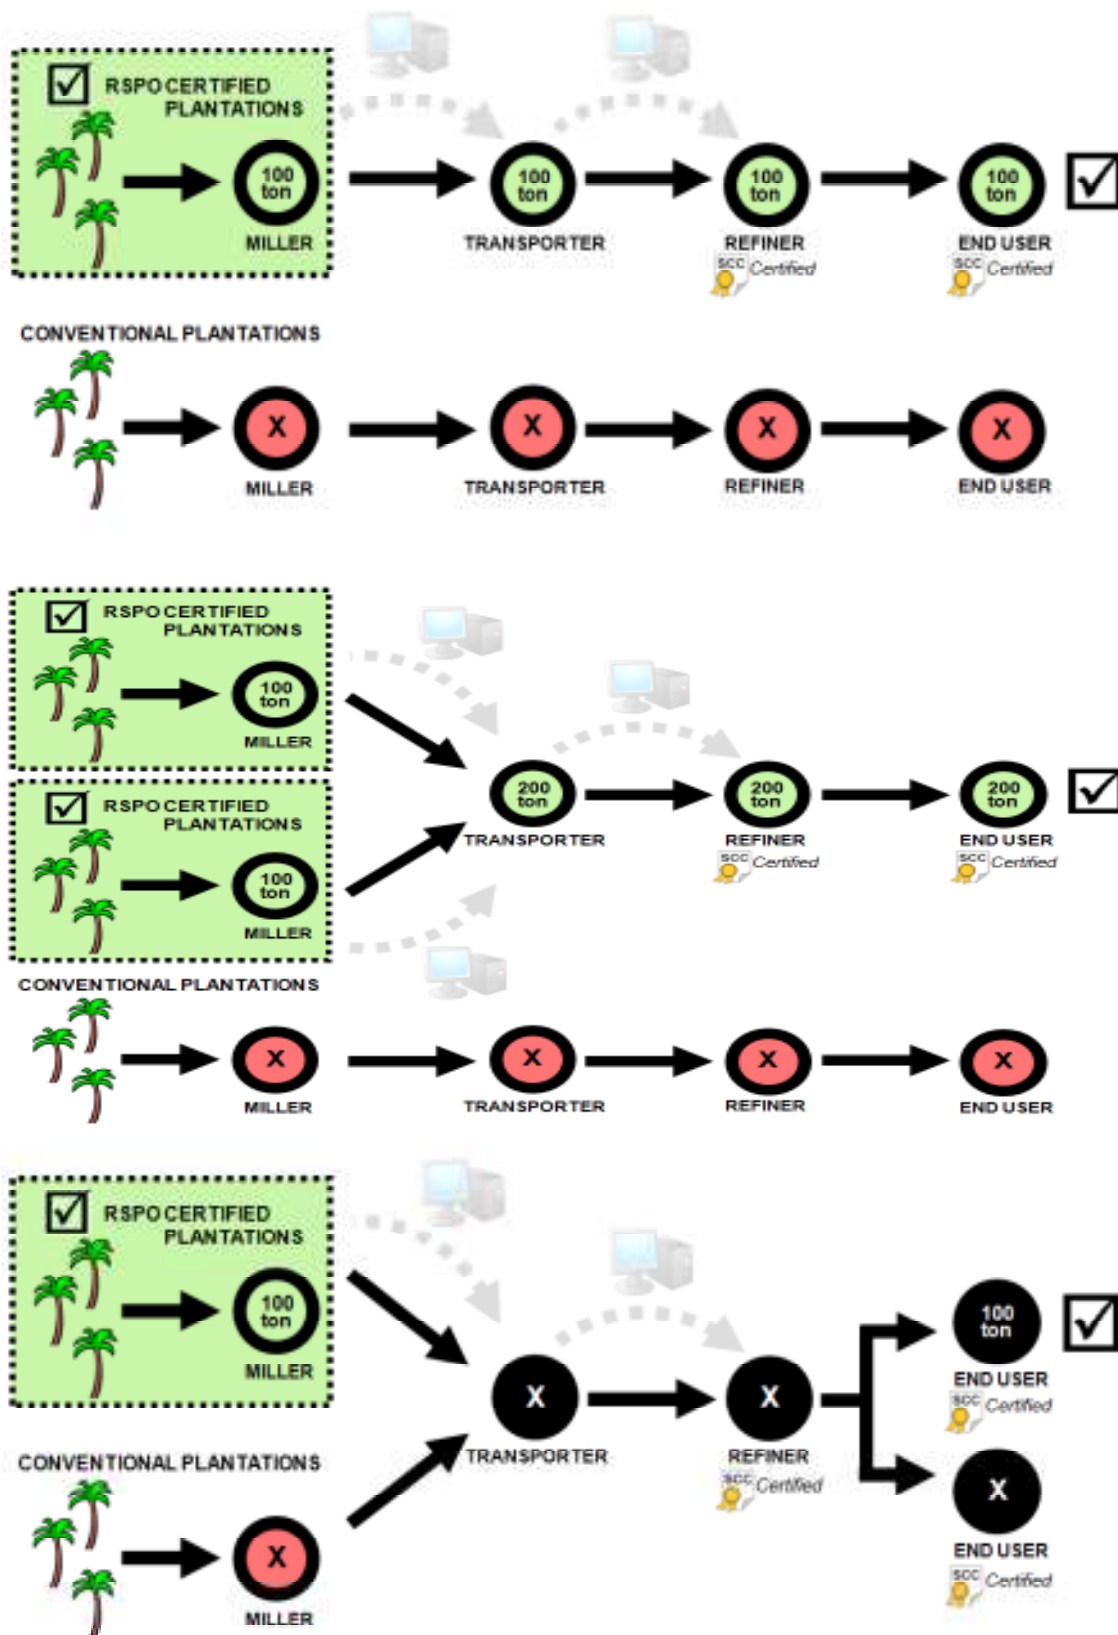 RSPO CERTIFIED
PLANTATIONS
100
ton
MILLER
100
ton
TRANSPORTER
100
ton
REFINER
SCC Certified
100
ton
END USER
SCC Certified
CONVENTIONAL PLANTATIONS
X
MILLER
X
TRANSPORTER
X
REFINER
X
END USER
RSPO CERTIFIED
PLANTATIONS
100
ton
MILLER
RSPO CERTIFIED
PLANTATIONS
100
ton
MILLER
200
ton
TRANSPORTER
200
ton
REFINER
SCC Certified
200
ton
END USER
SCC Certified
CONVENTIONAL PLANTATIONS
X
MILLER
X
TRANSPORTER
X
REFINER
X
END USER
RSPO CERTIFIED
PLANTATIONS
100
ton
MILLER
CONVENTIONAL PLANTATIONS
X
MILLER
X
TRANSPORTER
X
REFINER
SCC Certified
100
ton
END USER
SCC Certified
X
END USER
SCC Certified